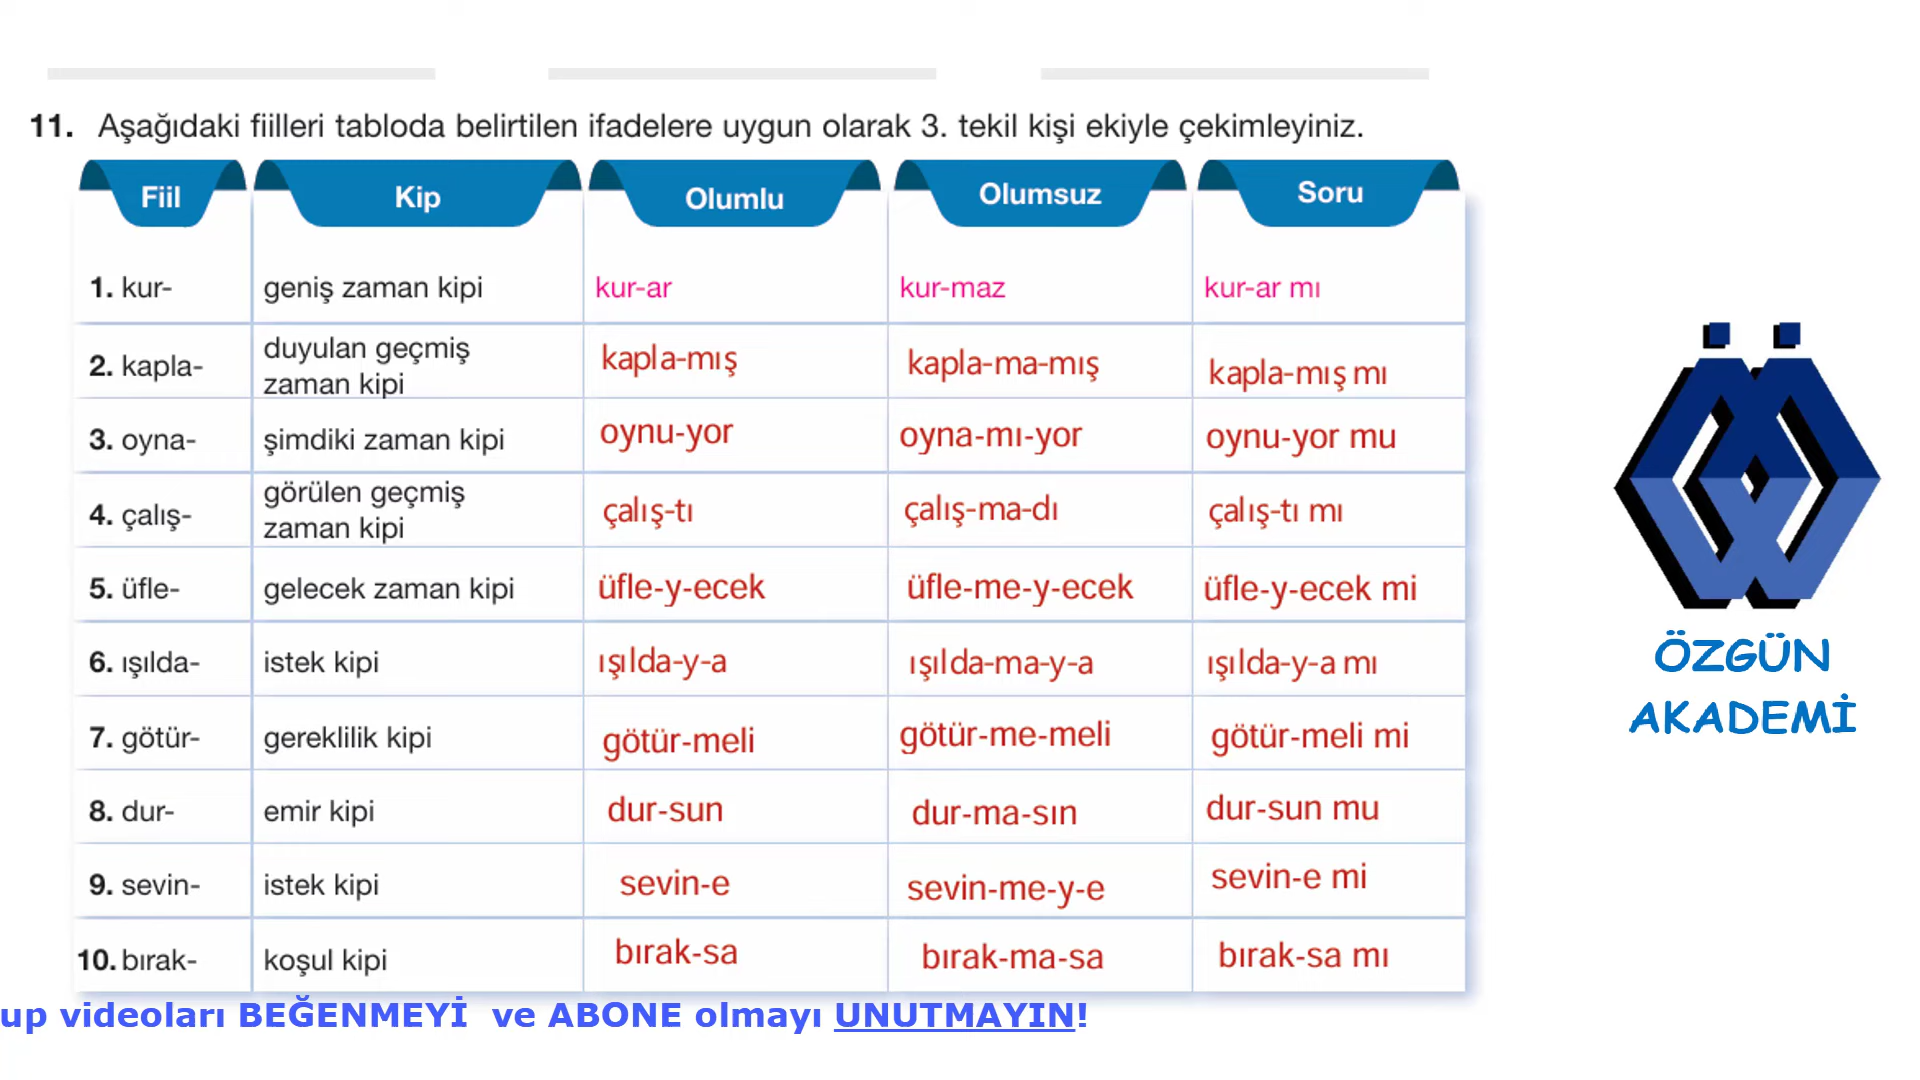 11. Aşağıdaki fiilleri tabloda belirtilen ifadelere uygun olarak 3. tekil kişi ekiyle çekimleyiniz.
Fiil Kip Olumlu Olumsuz Soru
1. kur- geniş zaman kipi kur-ar kur-maz kur-ar mı
2. kapla- duyulan geçmiş zaman kipi kapla-mış kapla-ma-mış kapla-mış mı
3. oyna- şimdiki zaman kipi oynu-yor oyna-mı-yor oynu-yor mu
4. çalış- görülen geçmiş zaman kipi çalış-tı çalış-ma-dı çalış-tı mı
5. üfle- gelecek zaman kipi üfle-y-ecek üfle-me-y-ecek üfle-y-ecek mi
6. ışılda- istek kipi ışılda-y-a ışılda-ma-y-a ışılda-y-a mı
7. götür- gereklilik kipi götür-meli götür-me-meli götür-meli mi
8. dur- emir kipi dur-sun dur-ma-sın dur-sun mu
9. sevin- istek kipi sevin-e sevin-me-y-e sevin-e mi
10. bırak- koşul kipi bırak-sa bırak-ma-sa bırak-sa mı
ÖZGÜN
AKADEMİ
up videoları BEĞENMEYİ ve ABONE olmayı UNUTMAYIN!